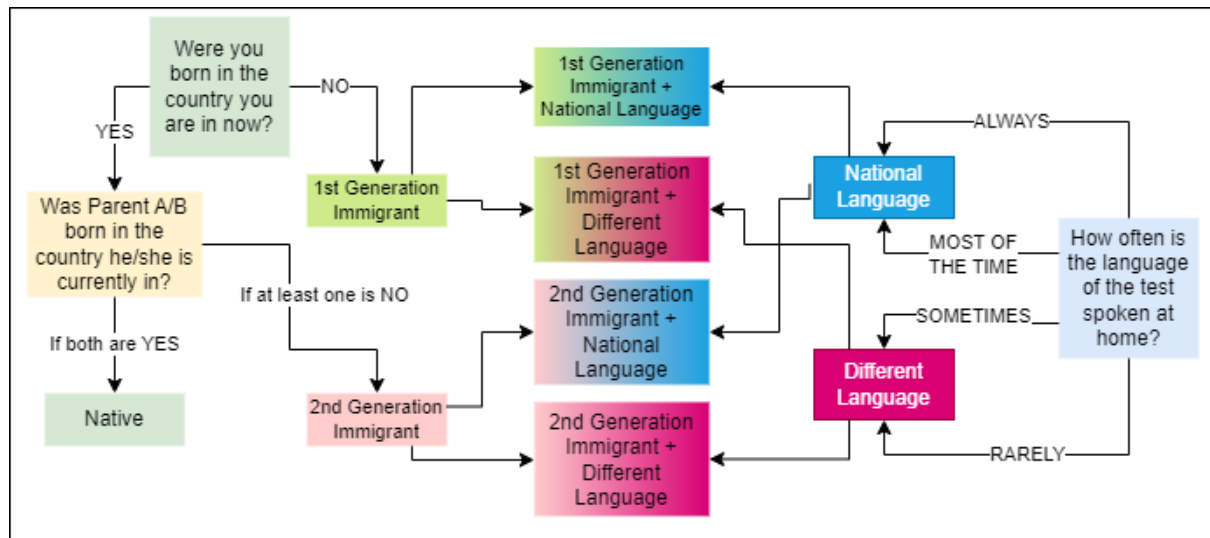 Were you
born in the
country you
are in now?
NO
YES
Was Parent A/B
born in the
country he/she is
currently in?
If at least one is NO
If both are YES
Native
1st Generation
Immigrant
2nd Generation
Immigrant
1st Generation
Immigrant +
National Language
1st Generation
Immigrant +
Different
Language
2nd Generation
Immigrant +
National
Language
2nd Generation
Immigrant +
Different
Language
National
Language
Different
Language
ALWAYS
MOST OF
THE TIME
SOMETIMES
RARELY
How often is
the language
of the test
spoken at
home?